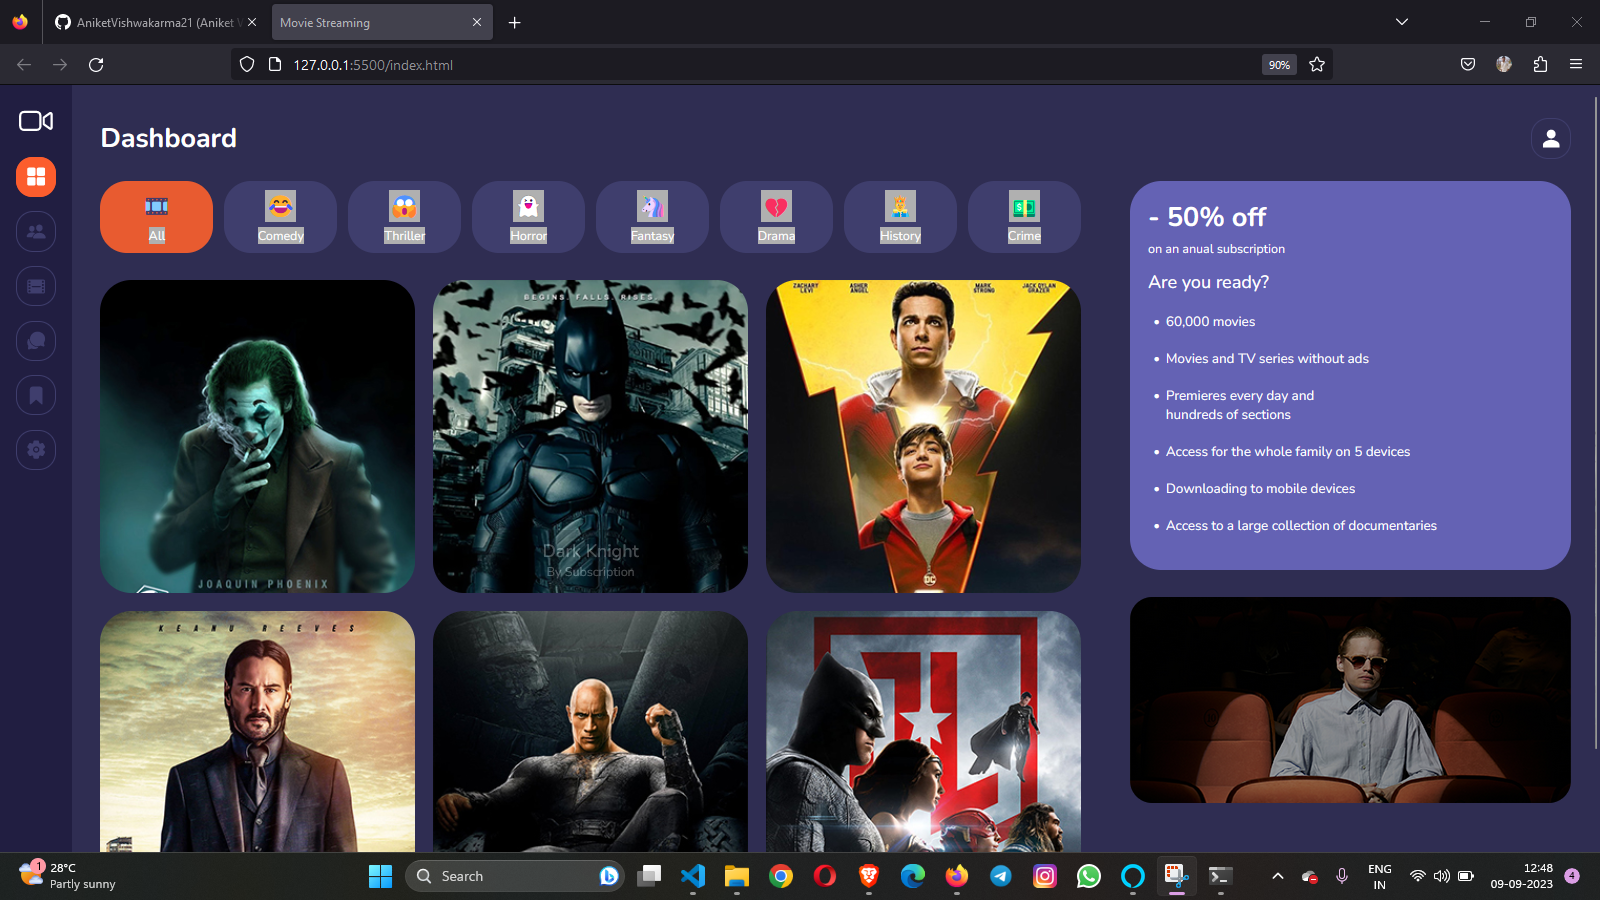 AniketVishwakarma21 (Aniket V
Movie Streaming
127.0.0.1:5500/index.html
90%
Dashboard
All
Comedy
Thriller
Horror
Fantasy
Drama
History
Crime
- 50% off
on an anual subscription
Are you ready?
• 60,000 movies
• Movies and TV series without ads
• Premieres every day and
hundreds of sections
• Access for the whole family on 5 devices
• Downloading to mobile devices
• Access to a large collection of documentaries
JOAQUIN PHOENIX
BEGINS. FALLS. RISES.
Dark Knight
By Subscription
ZACHARY
LEVI
ASHER
ANGEL
MARK
STRONG
JACK DYLAN
GRAZER
DC
KEANU REEVES
1
28°C
Partly sunny
Search
ENG
IN
12:48
09-09-2023
4